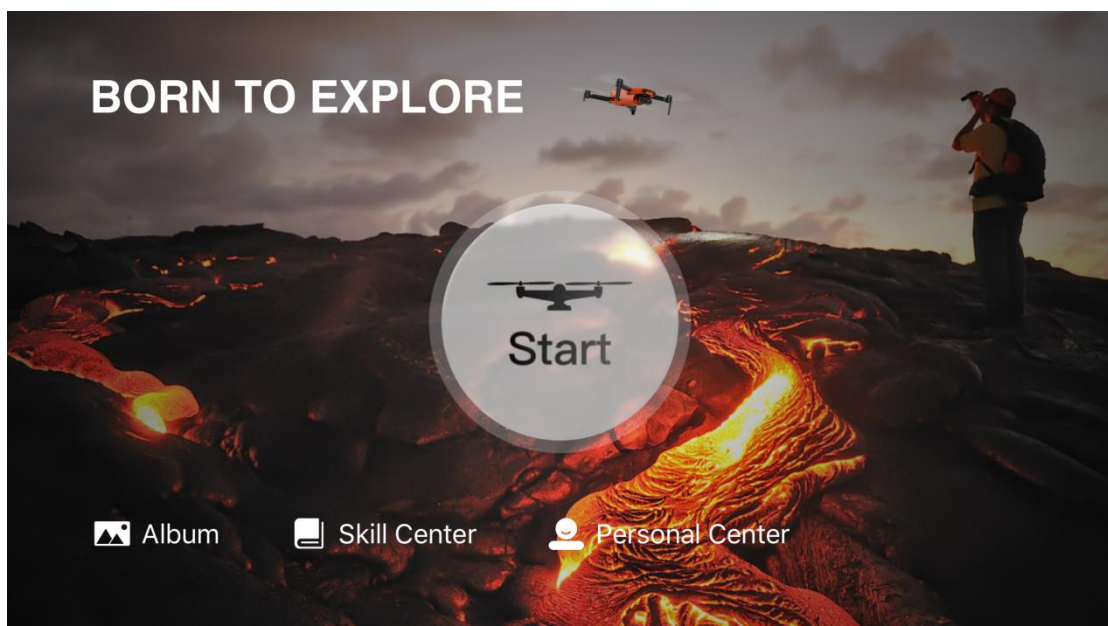 BORN TO EXPLORE
Start
Album
Skill Center
Personal Center